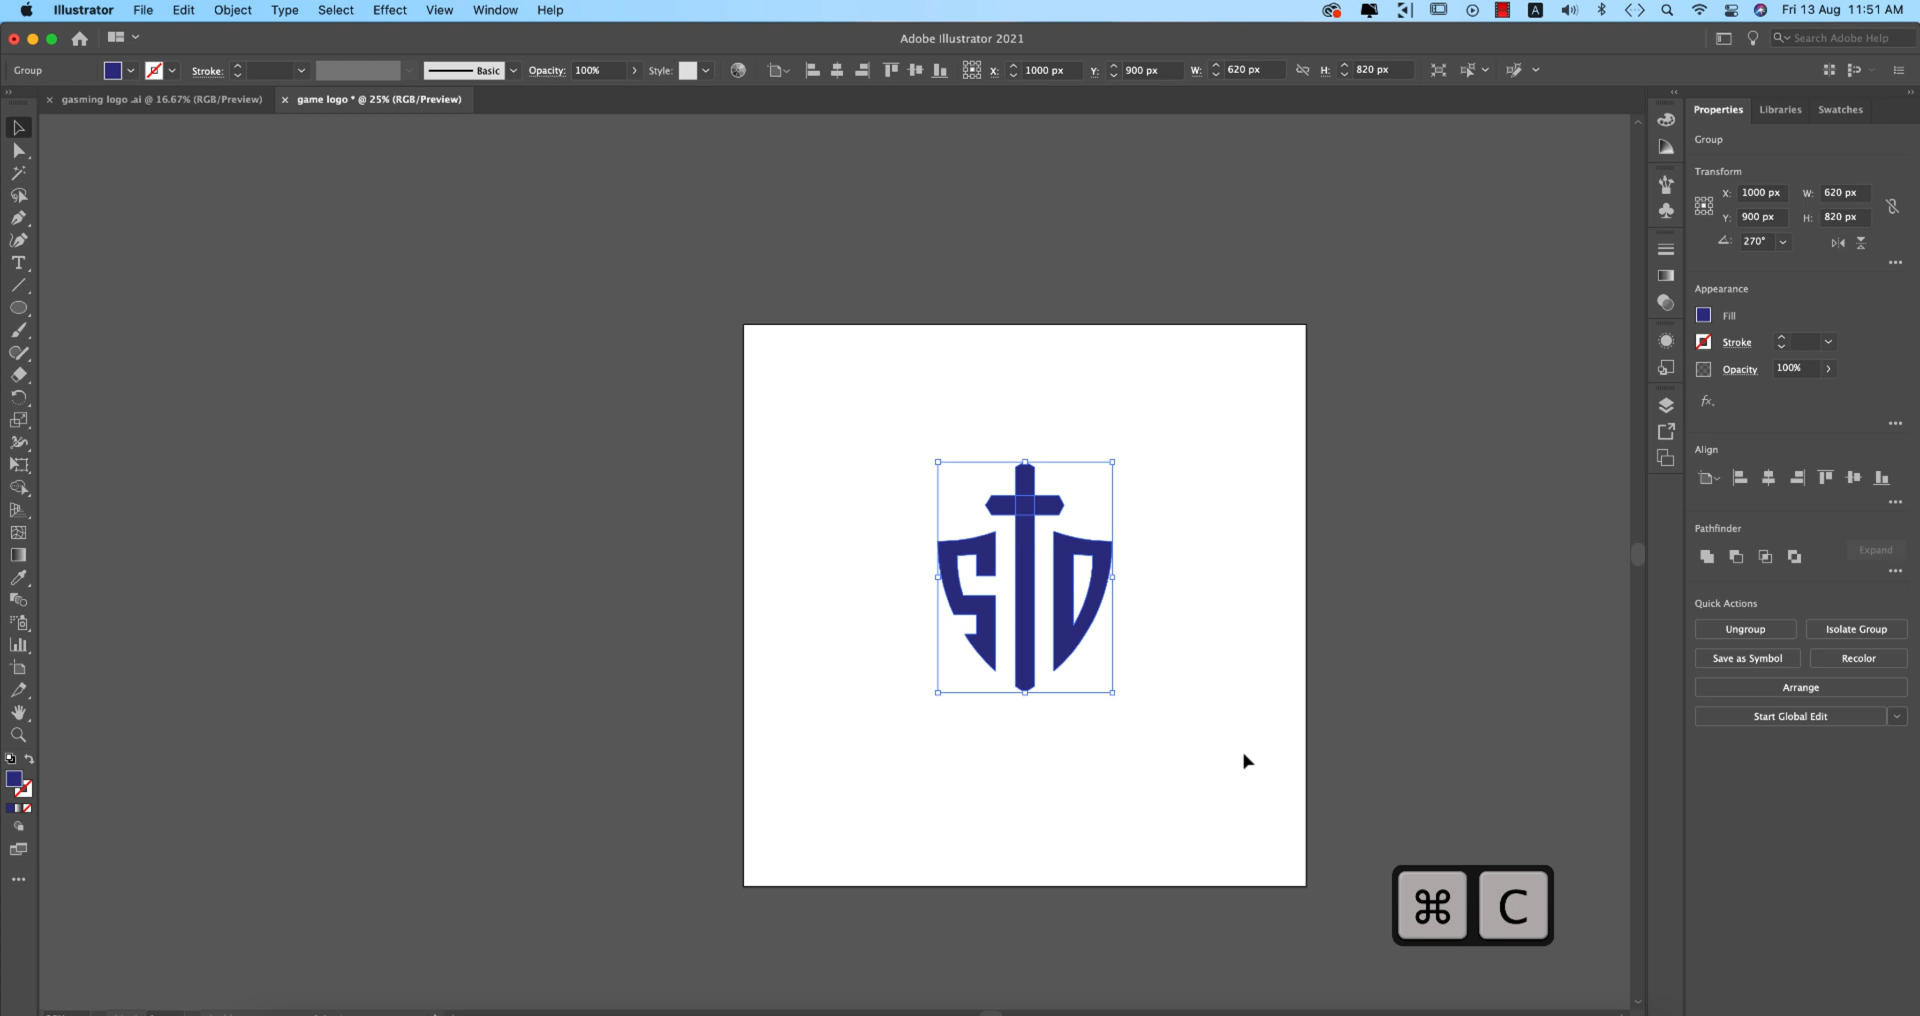 Illustrator File Edit Object Type Select Effect View Window Help Fri 13 Aug 11:51 AM
Adobe Illustrator 2021 Search Adobe Help
Group Stroke: Basic Opacity: 100% Style: X: 1000 px Y: 900 px W: 620 px H: 820 px
gasming logo .ai @ 16.67% (RGB/Preview) game logo * @ 25% (RGB/Preview)
Properties Libraries Swatches
Group
Transform
X: 1000 px W: 620 px
Y: 900 px H: 820 px
270°
Appearance
Fill
Stroke
Opacity 100%
fx.
Align
Pathfinder
Expand
Quick Actions
Ungroup Isolate Group
Save as Symbol Recolor
Arrange
Start Global Edit
S D
⌘ C